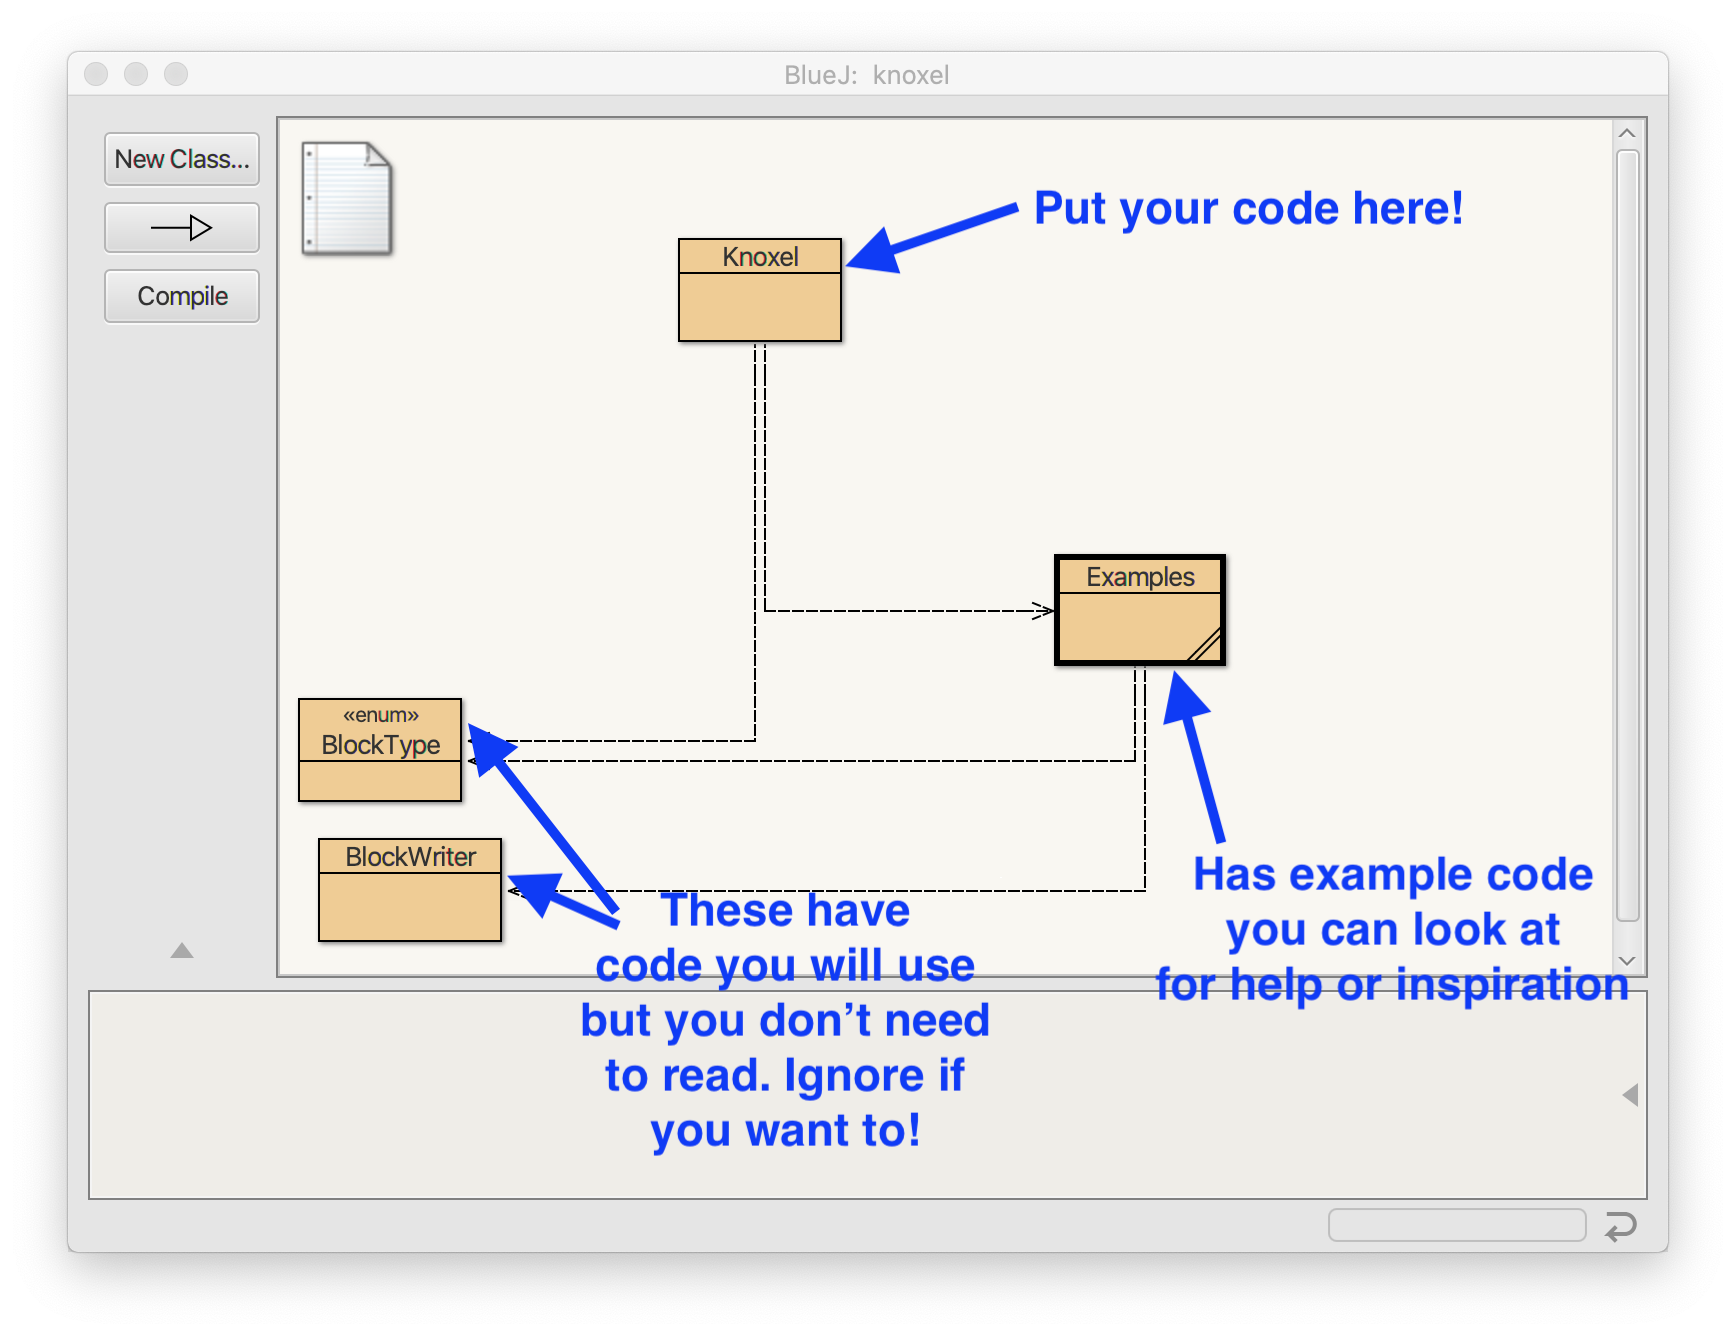 BlueJ:  knoxel
New Class...
Compile
Knoxel
Put your code here!
Examples
«enum»
BlockType
BlockWriter
These have
code you will use
but you don’t need
to read. Ignore if
you want to!
Has example code
you can look at
for help or inspiration